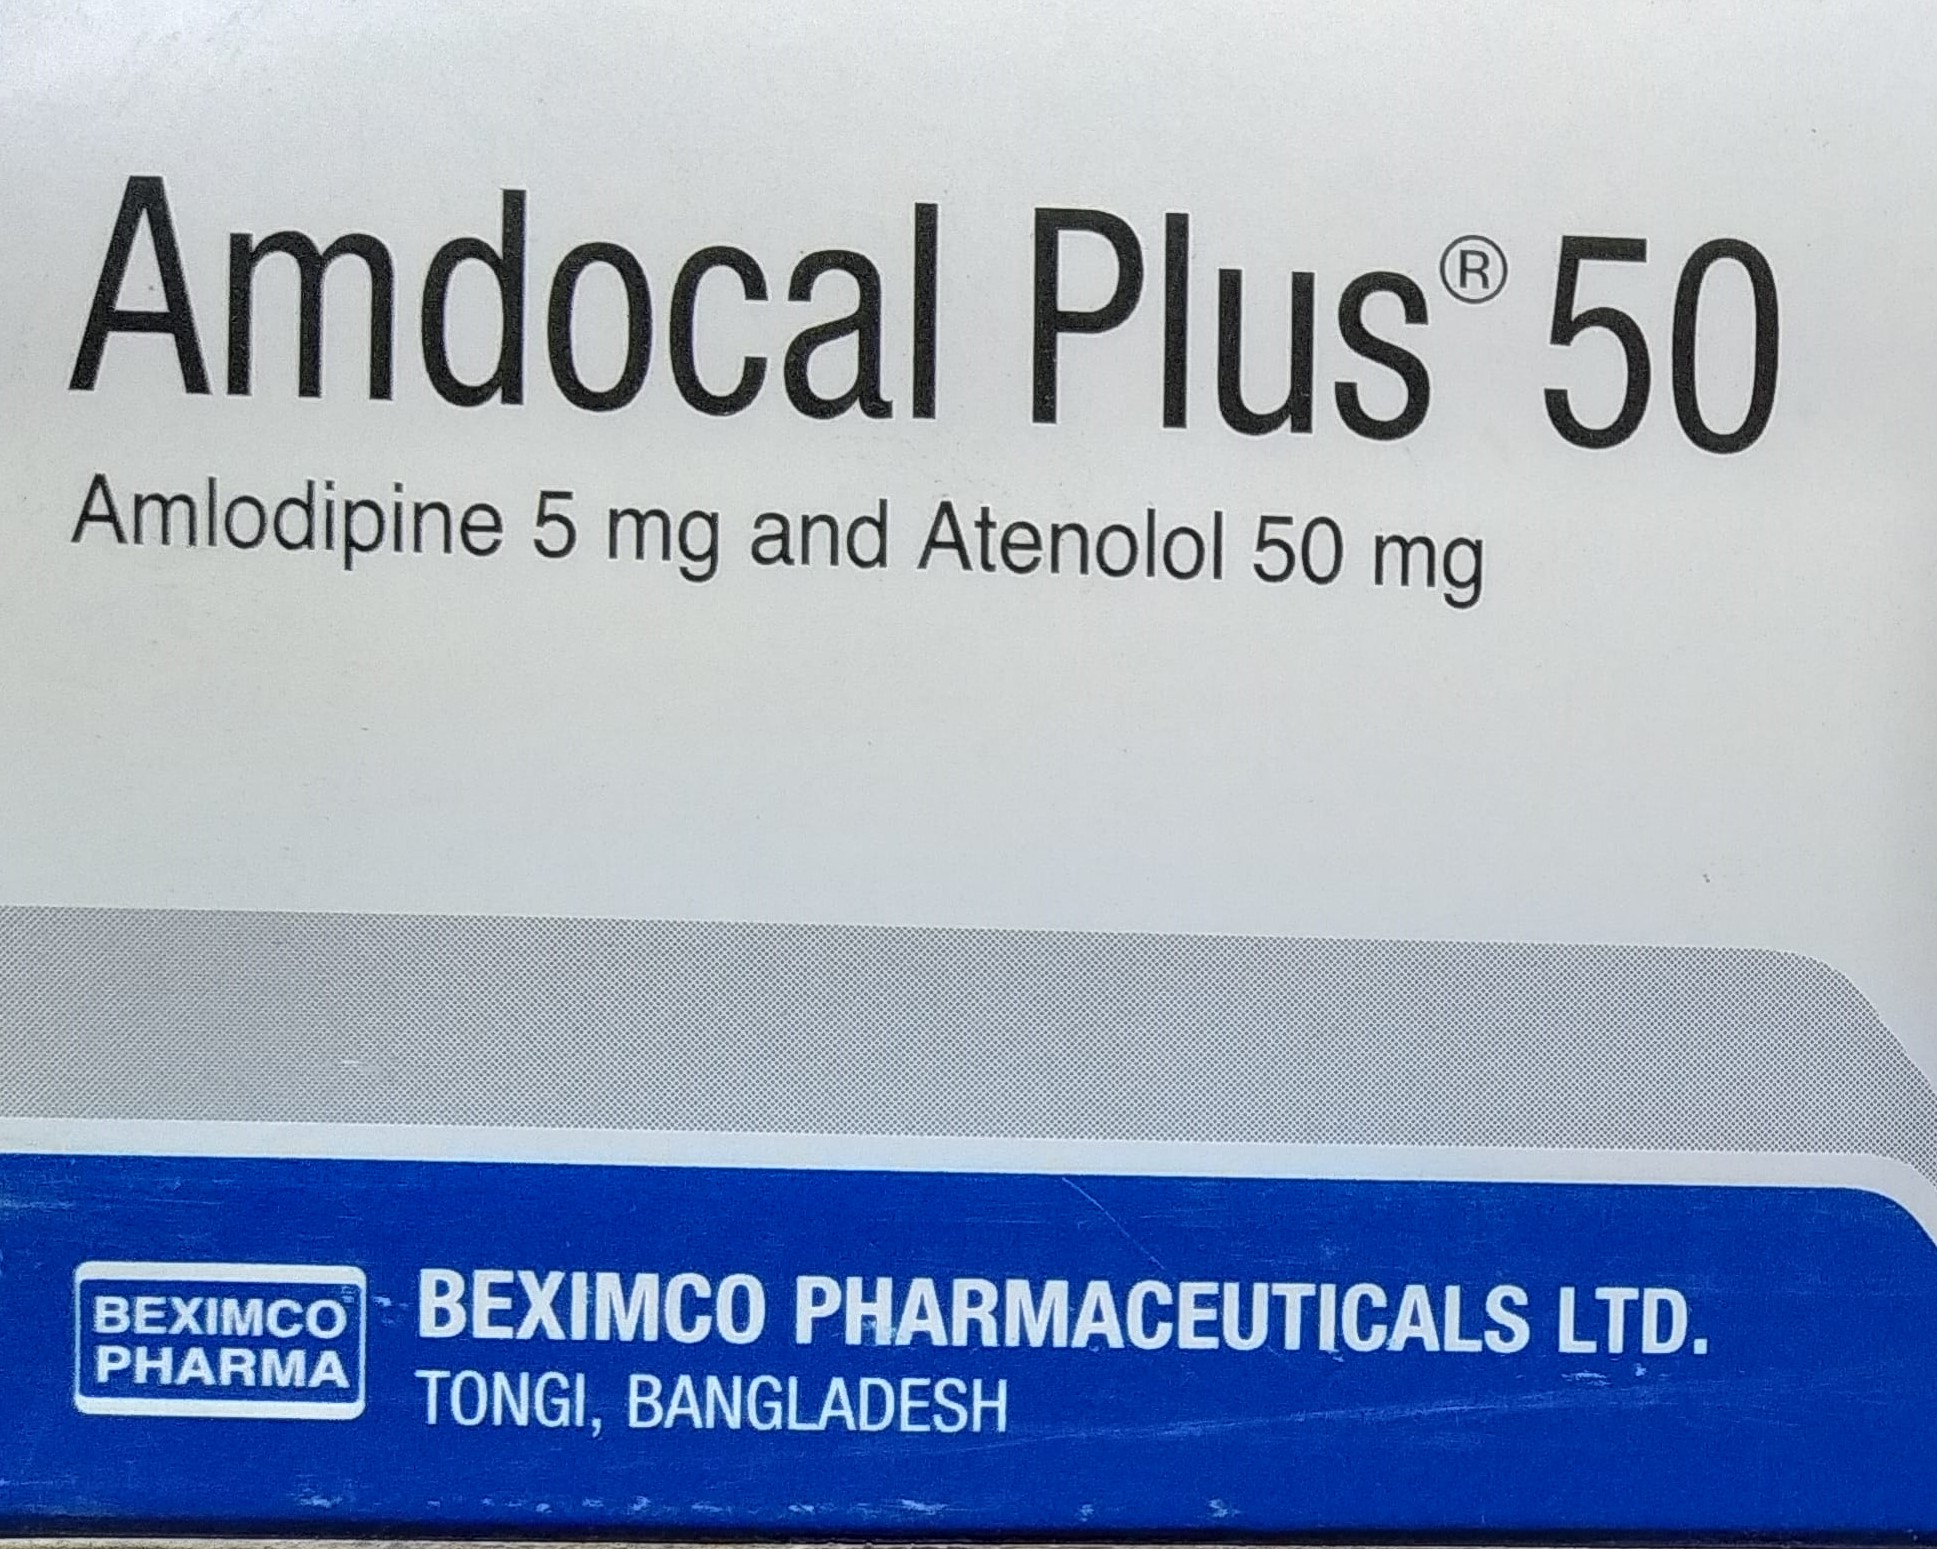 Amdocal Plus® 50
Amlodipine 5 mg and Atenolol 50 mg
BEXIMCO
PHARMA
BEXIMCO PHARMACEUTICALS LTD.
TONGI, BANGLADESH